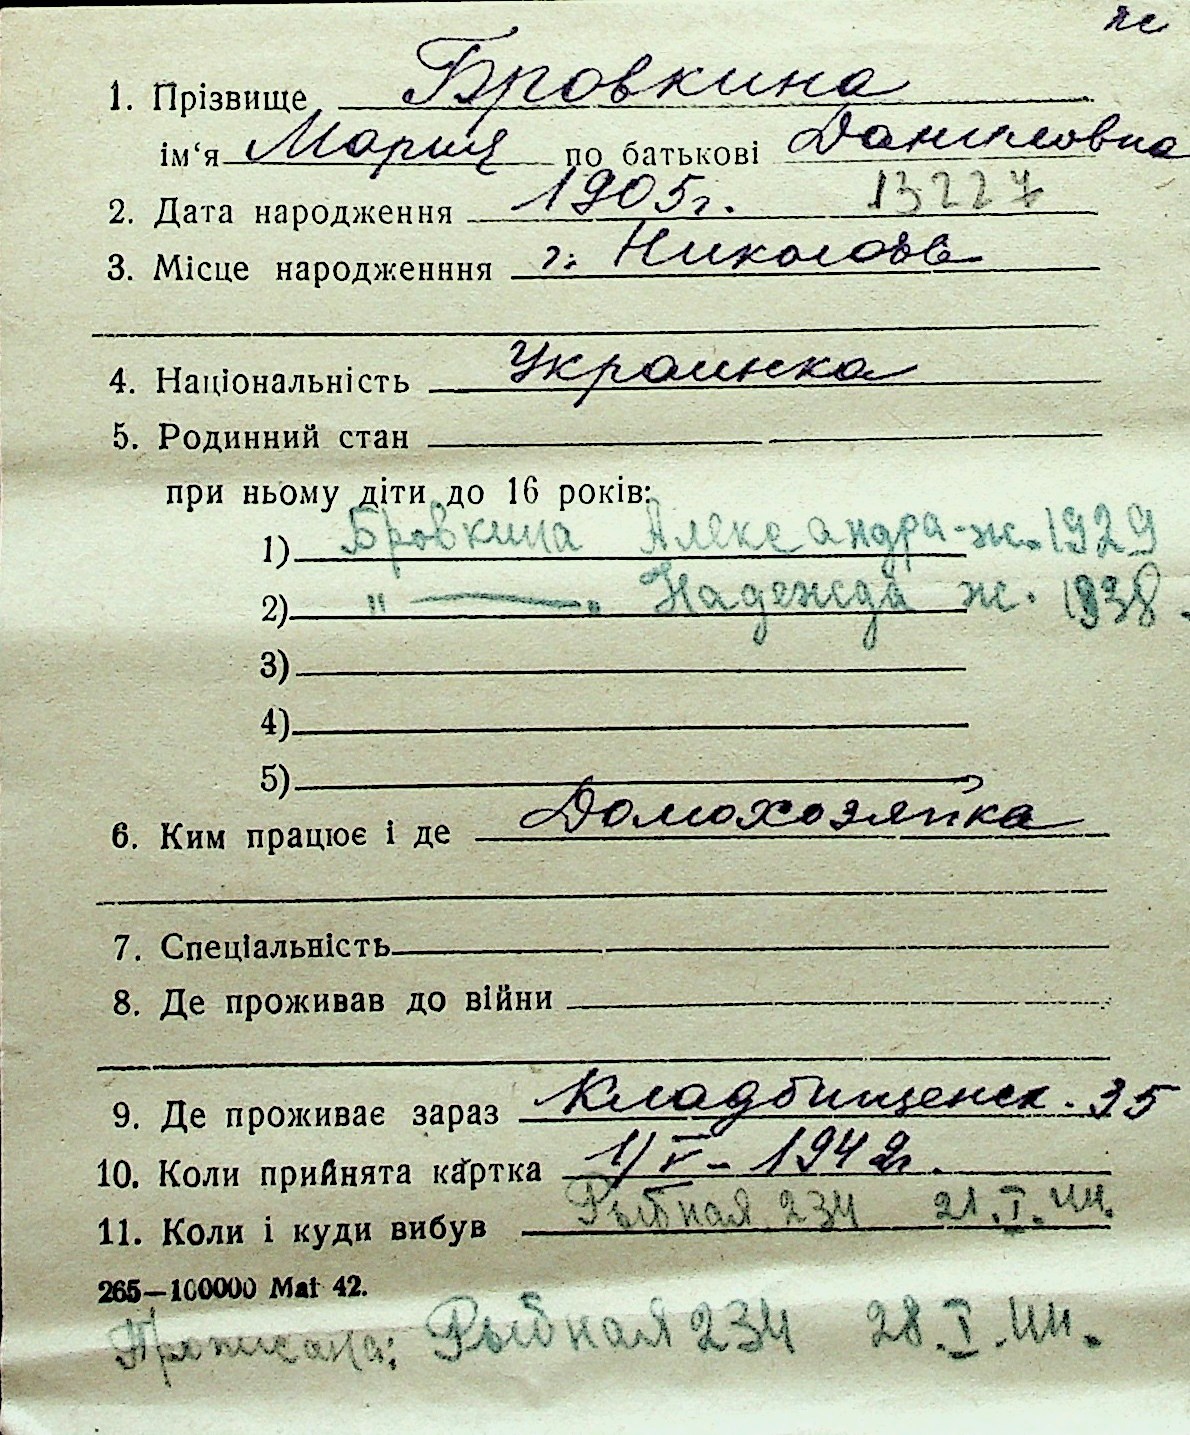 пс
1. Прізвище Бровкина
ім‘я Мария по батькові Даниловна
2. Дата народження 1905г. 13227
3. Місце народженння г. Николаев
4. Національність Украинка
5. Родинний стан
при ньому діти до 16 років:
1) Бровкина Александра-ж. 1929
2) " — " Надежда ж. 1938.
3)
4)
5)
6. Ким працює і де Домохозяйка
7. Спеціальність
8. Де проживав до війни
9. Де проживає зараз Кладбищенск. 35
10. Коли прийнята картка 1/V - 1942г.
11. Коли і куди вибув Рыбная 234 21.I.44.
265—100000 Mat 42.
Прописана: Рыбная 234 28.I.44.